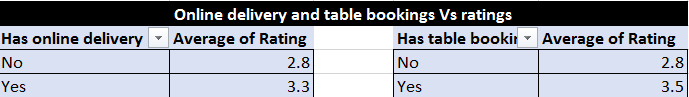 Online delivery and table bookings Vs ratings
Has online delivery Average of Rating Has table bookin Average of Rating
No 2.8 No 2.8
Yes 3.3 Yes 3.5